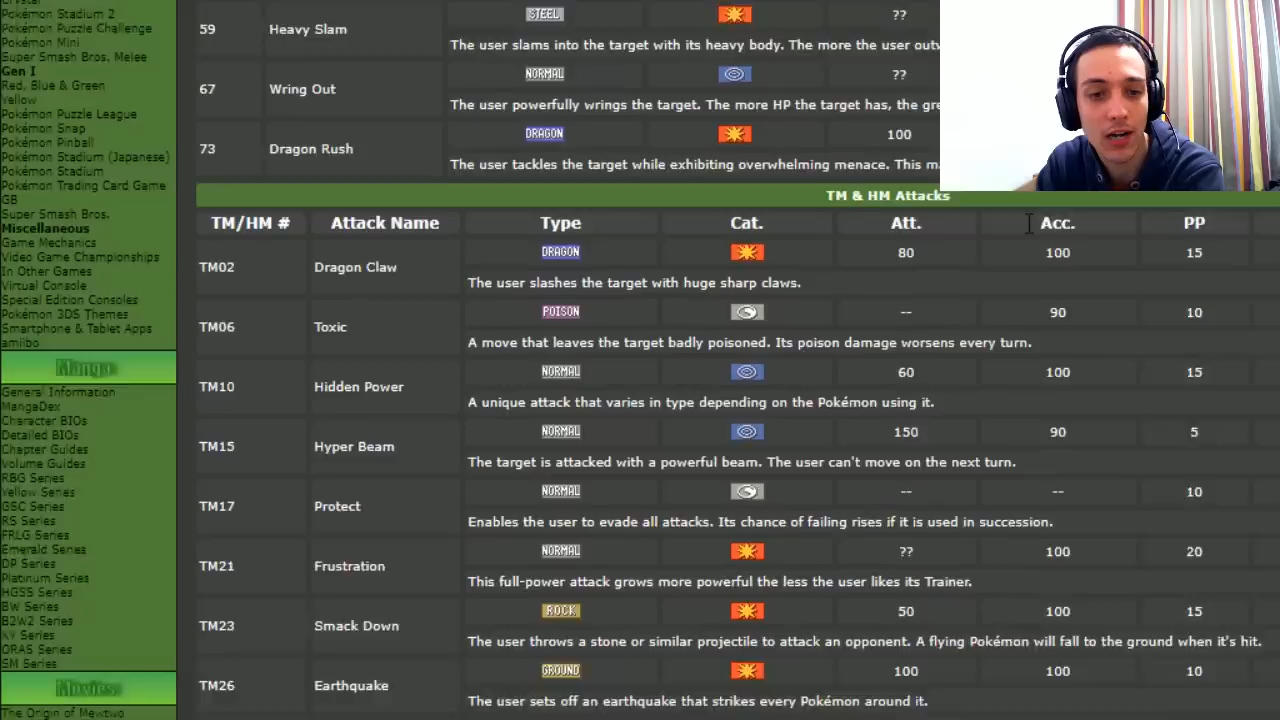 Crystal
Pokémon Stadium 2
Pokémon Puzzle Challenge
Pokémon Mini
Super Smash Bros. Melee
Gen I
Red, Blue & Green
Yellow
Pokémon Puzzle League
Pokémon Snap
Pokémon Pinball
Pokémon Stadium (Japanese)
Pokémon Stadium
Pokémon Trading Card Game
GB
Super Smash Bros.
Miscellaneous
Game Mechanics
Video Game Championships
In Other Games
Virtual Console
Special Edition Consoles
Pokémon 3DS Themes
Smartphone & Tablet Apps
amiibo
Manga
General Information
MangaDex
Character BIOs
Detailed BIOs
Chapter Guides
Volume Guides
RBG Series
Yellow Series
GSC Series
RS Series
FRLG Series
Emerald Series
DP Series
Platinum Series
HGSS Series
BW Series
B2W2 Series
XY Series
ORAS Series
SM Series
Movies
The Origin of Mewtwo
59 Heavy Slam STEEL ??
The user slams into the target with its heavy body. The more the user
67 Wring Out NORMAL ??
The user powerfully wrings the target. The more HP the target has, the
73 Dragon Rush DRAGON 100
The user tackles the target while exhibiting overwhelming menace. This
TM & HM Attacks
TM/HM # Attack Name Type Cat. Att. Acc. PP
TM02 Dragon Claw DRAGON 80 100 15
The user slashes the target with huge sharp claws.
TM06 Toxic POISON -- 90 10
A move that leaves the target badly poisoned. Its poison damage worsens every turn.
TM10 Hidden Power NORMAL 60 100 15
A unique attack that varies in type depending on the Pokémon using it.
TM15 Hyper Beam NORMAL 150 90 5
The target is attacked with a powerful beam. The user can't move on the next turn.
TM17 Protect NORMAL -- -- 10
Enables the user to evade all attacks. Its chance of failing rises if it is used in succession.
TM21 Frustration NORMAL ?? 100 20
This full-power attack grows more powerful the less the user likes its Trainer.
TM23 Smack Down ROCK 50 100 15
The user throws a stone or similar projectile to attack an opponent. A flying Pokémon will fall to the ground when it's hit.
TM26 Earthquake GROUND 100 100 10
The user sets off an earthquake that strikes every Pokémon around it.